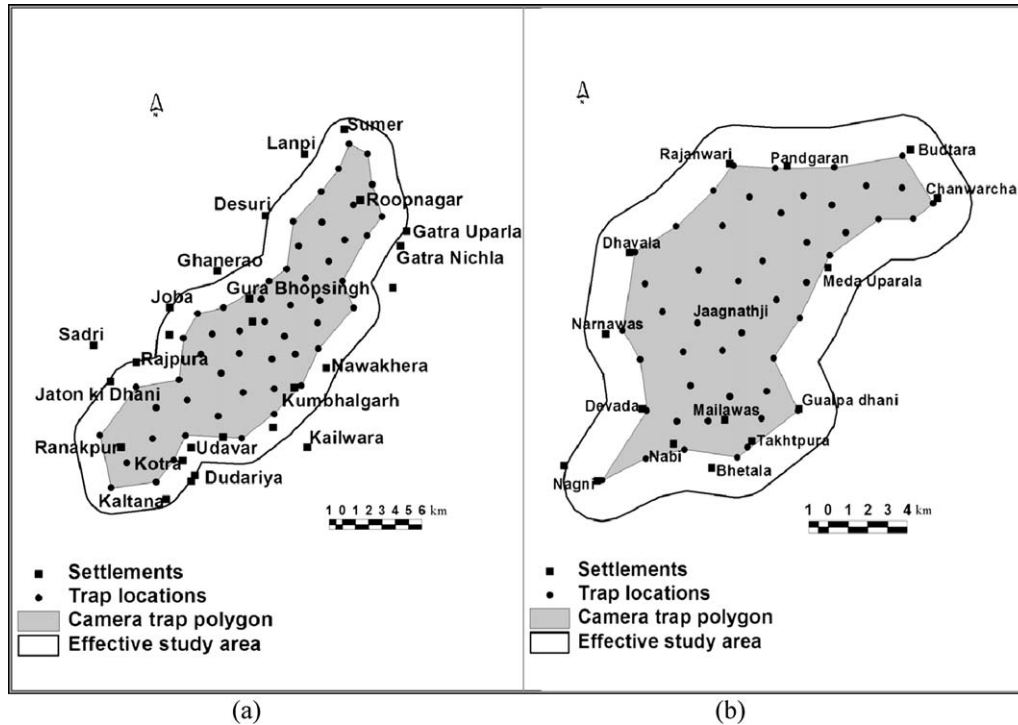 N
Sumer
Lanpi
Roopnagar
Desuri
Gatra Uparla
Gatra Nichla
Ghanerao
Gura Bhopsingh
Joba
Sadri
Rajpura
Nawakhera
Jaton ki Dhani
Kumbhalgarh
Ranakpur
Udavar
Kailwara
Kotra
Dudariya
Kaltana
1 0 1 2 3 4 5 6 km
Settlements
Trap locations
Camera trap polygon
Effective study area
(a)
N
Budtara
Rajanwari
Pandgaran
Chanwarcha
Dhavala
Meda Uparala
Jaagnathji
Narnawas
Devada
Mailawas
Gualpa dhani
Takhtpura
Nabi
Bhetala
Nagni
1 0 1 2 3 4 km
Settlements
Trap locations
Camera trap polygon
Effective study area
(b)